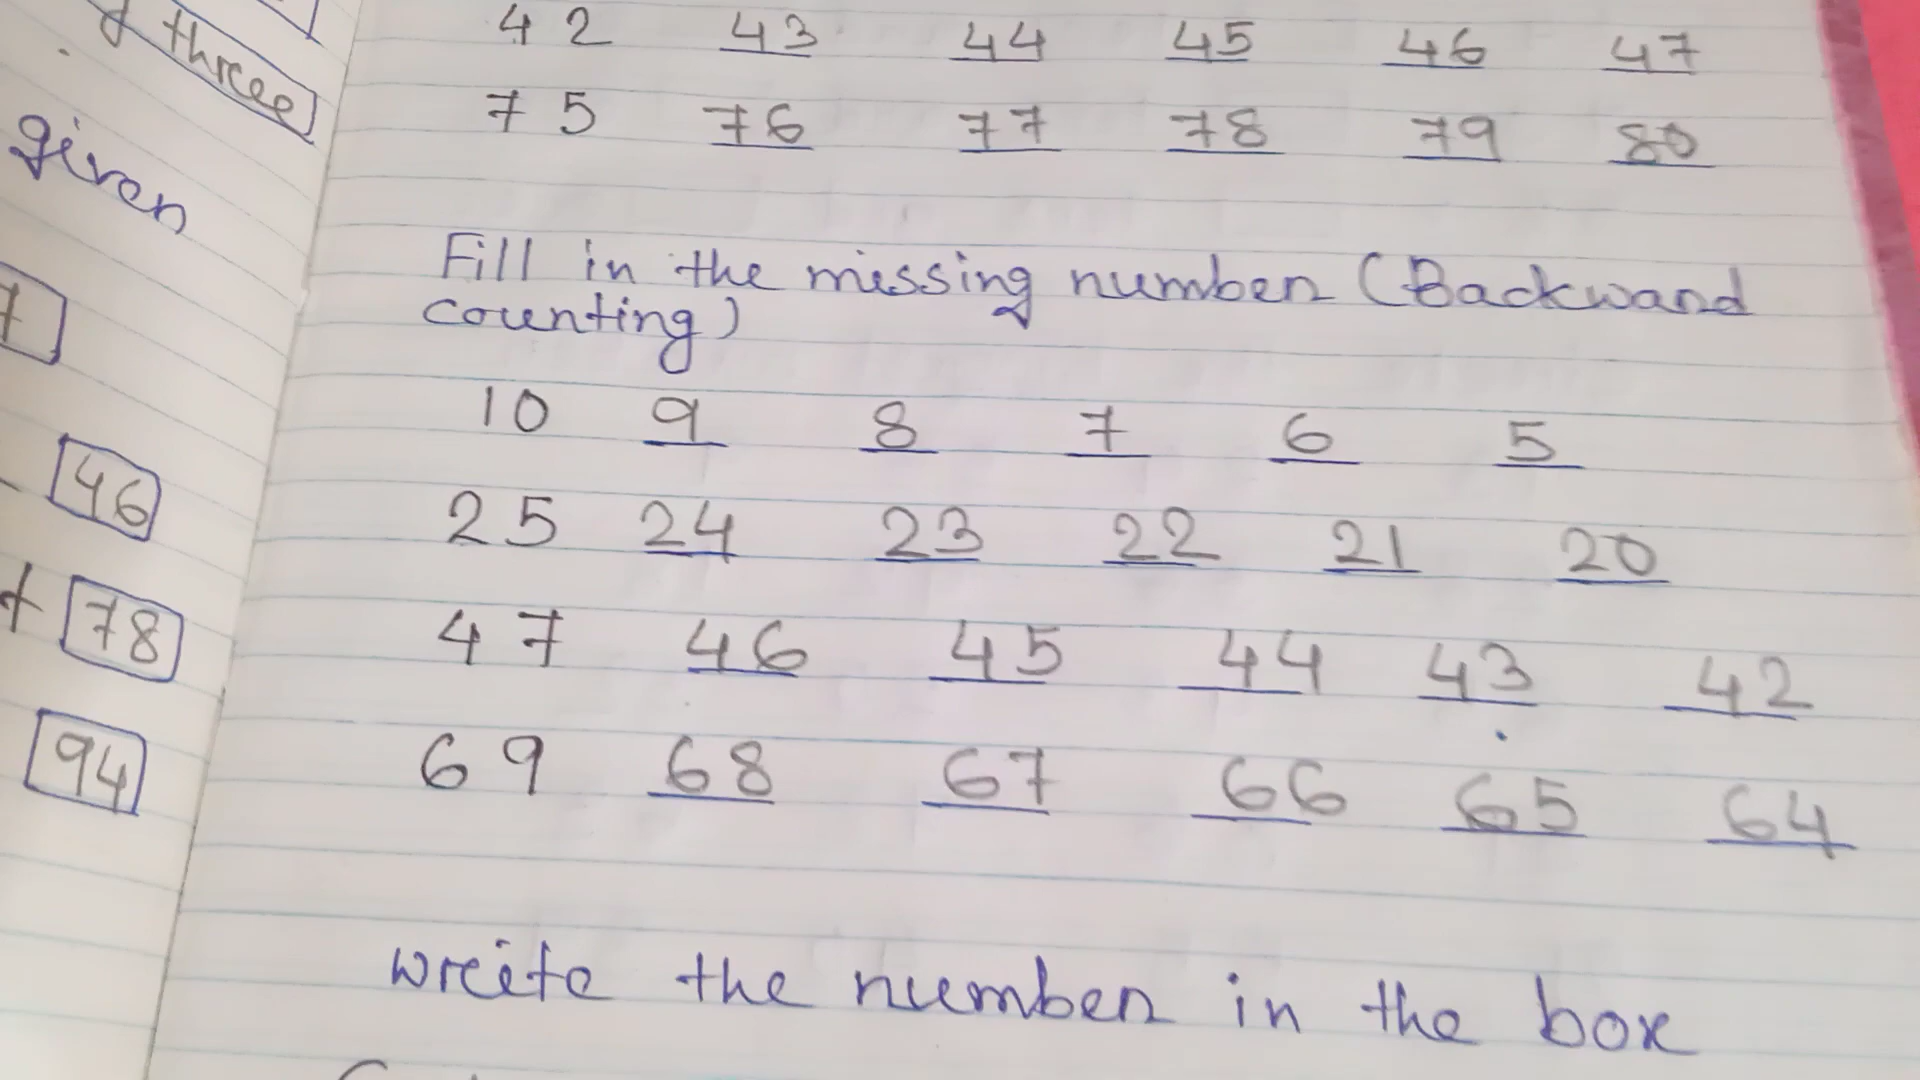 three
given
7
46
78
94
42 43 44 45 46 47
75 76 77 78 79 80
Fill in the missing number (Backward
counting)
10 9 8 7 6 5
25 24 23 22 21 20
47 46 45 44 43 42
69 68 67 66 65 64
write the number in the box